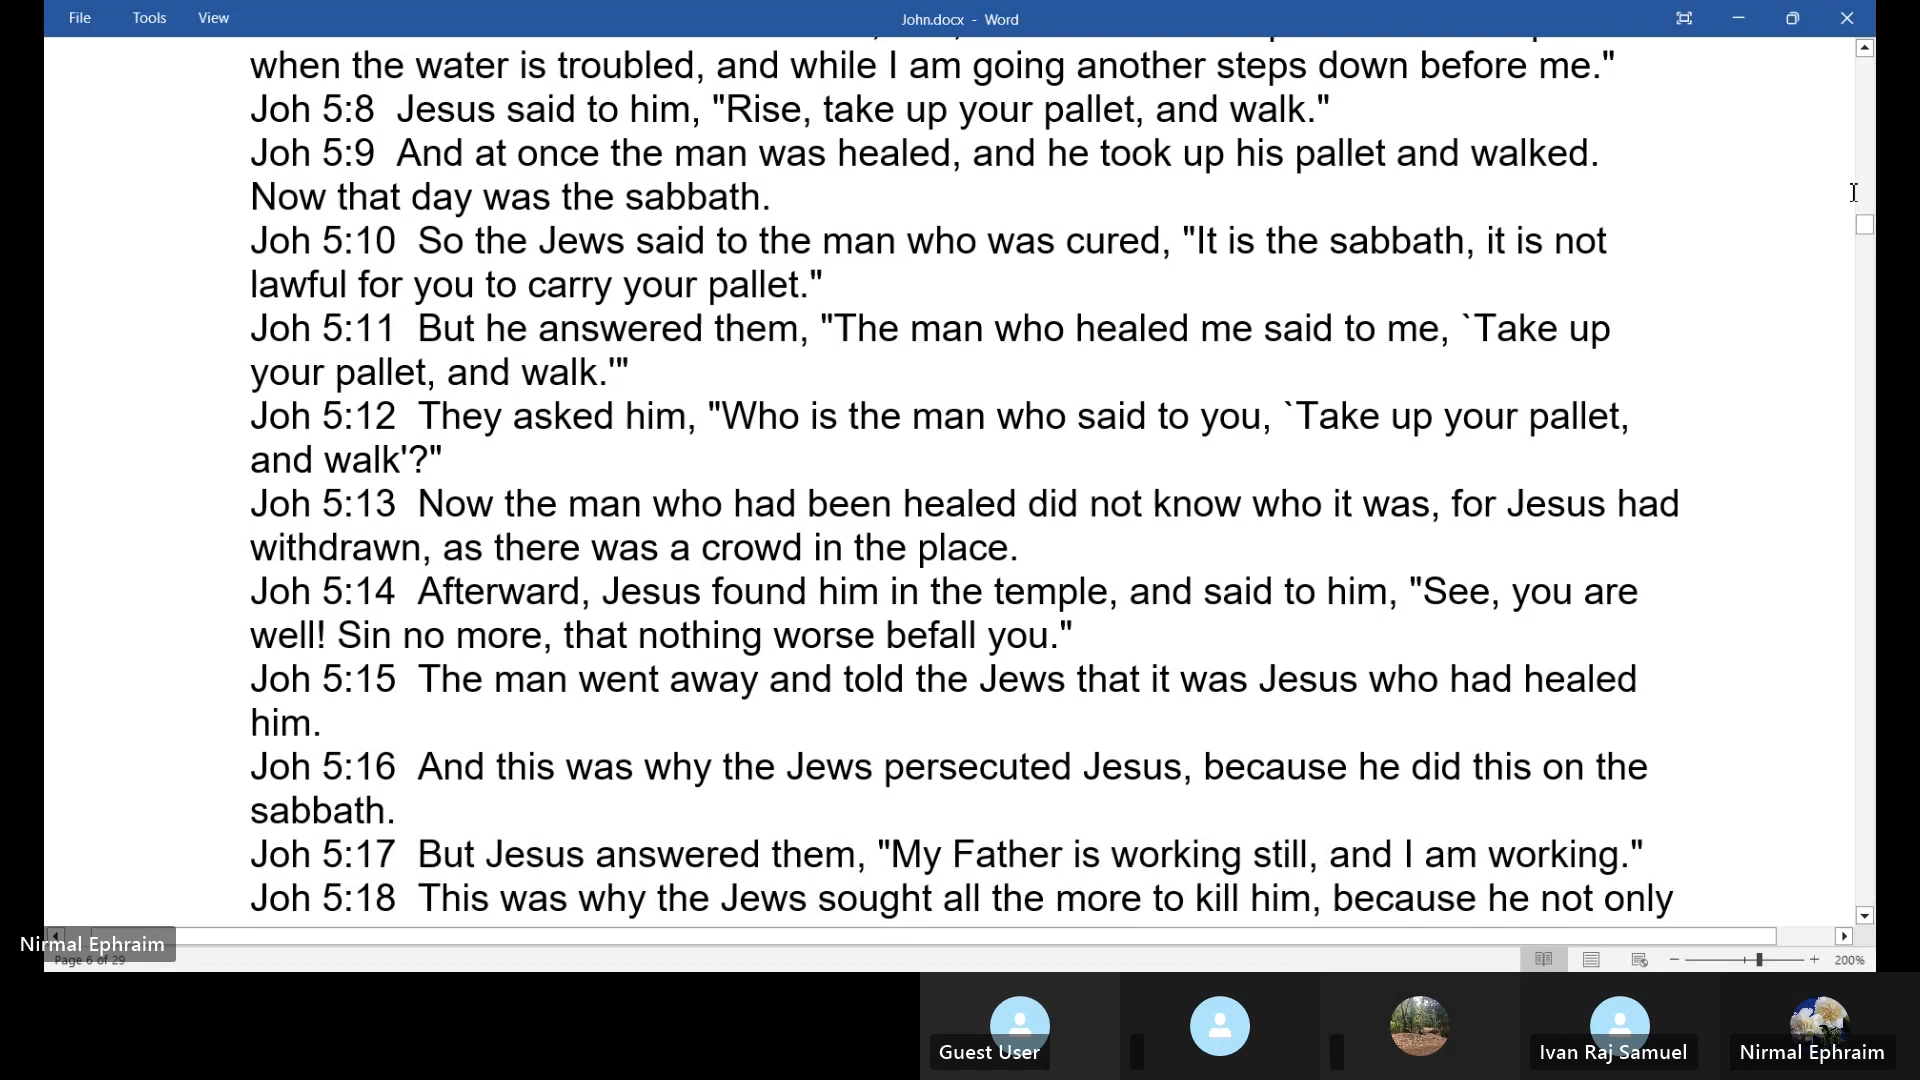 File Tools View John.docx - Word
when the water is troubled, and while I am going another steps down before me."
Joh 5:8 Jesus said to him, "Rise, take up your pallet, and walk."
Joh 5:9 And at once the man was healed, and he took up his pallet and walked.
Now that day was the sabbath.
Joh 5:10 So the Jews said to the man who was cured, "It is the sabbath, it is not
lawful for you to carry your pallet."
Joh 5:11 But he answered them, "The man who healed me said to me, `Take up
your pallet, and walk.'"
Joh 5:12 They asked him, "Who is the man who said to you, `Take up your pallet,
and walk'?"
Joh 5:13 Now the man who had been healed did not know who it was, for Jesus had
withdrawn, as there was a crowd in the place.
Joh 5:14 Afterward, Jesus found him in the temple, and said to him, "See, you are
well! Sin no more, that nothing worse befall you."
Joh 5:15 The man went away and told the Jews that it was Jesus who had healed
him.
Joh 5:16 And this was why the Jews persecuted Jesus, because he did this on the
sabbath.
Joh 5:17 But Jesus answered them, "My Father is working still, and I am working."
Joh 5:18 This was why the Jews sought all the more to kill him, because he not only
Nirmal Ephraim
Page 6 of 29 200%
Guest User Ivan Raj Samuel Nirmal Ephraim